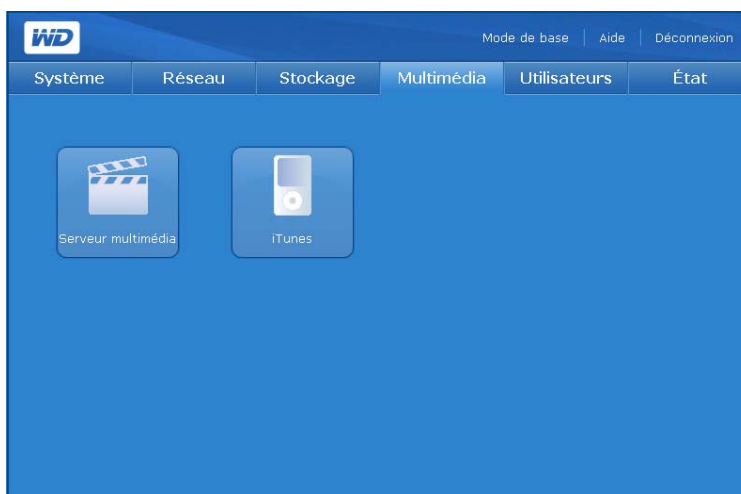 WD
Mode de base | Aide | Déconnexion
Système Réseau Stockage Multimédia Utilisateurs État
Serveur multimédia iTunes